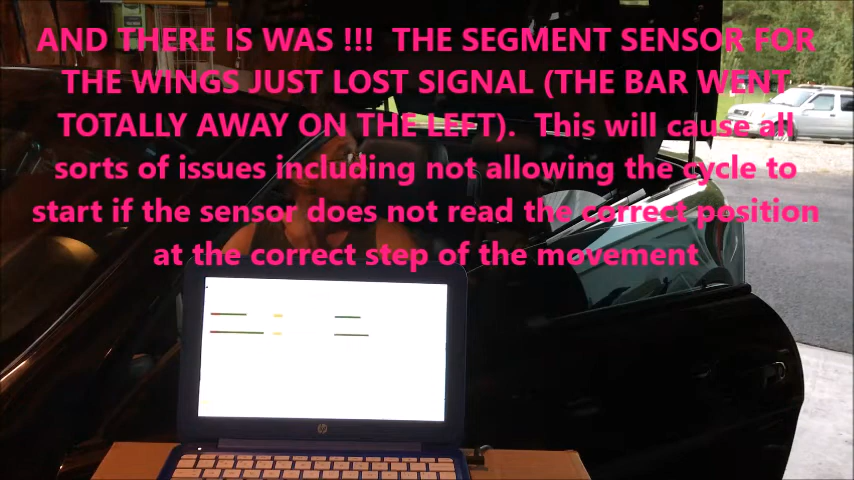 AND THERE IS WAS !!! THE SEGMENT SENSOR FOR
THE WINGS JUST LOST SIGNAL (THE BAR WENT
TOTALLY AWAY ON THE LEFT). This will cause all
sorts of issues including not allowing the cycle to
start if the sensor does not read the correct position
at the correct step of the movement
hp